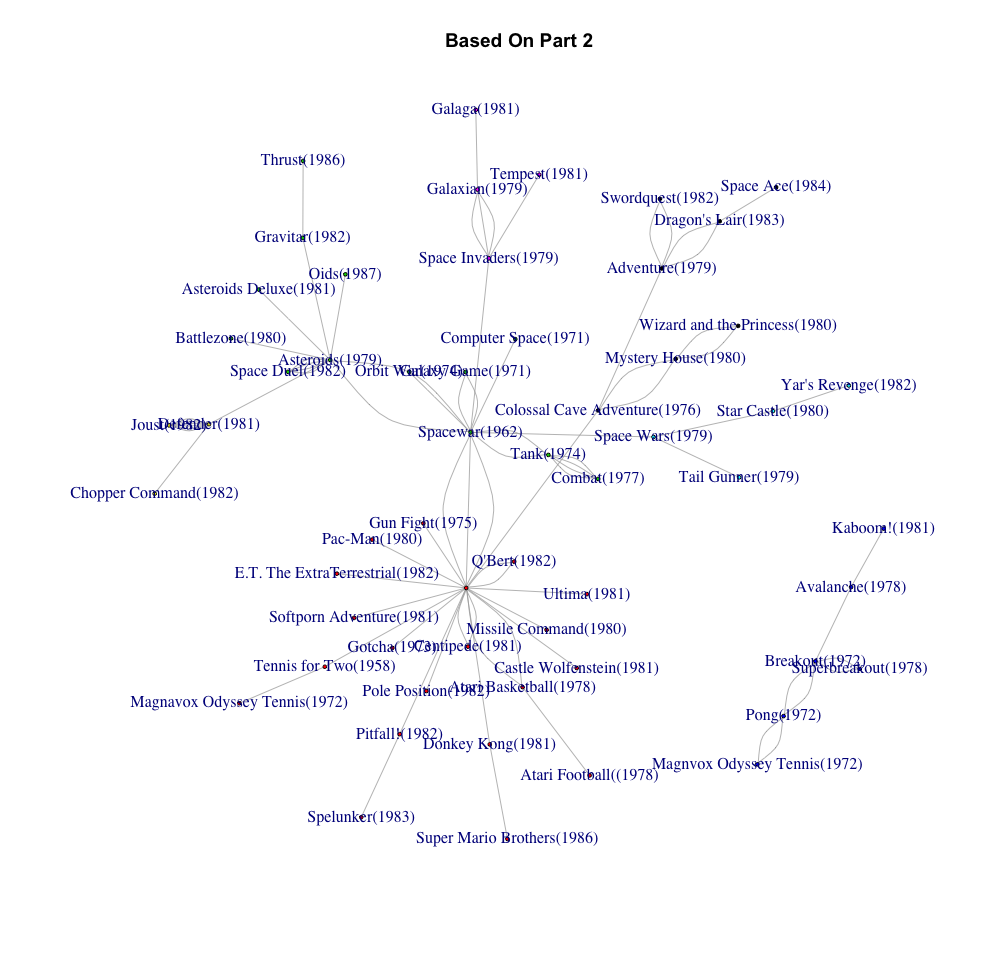 Based On Part 2
Galaga(1981)
Thrust(1986)
Tempest(1981)
Galaxian(1979)
Space Ace(1984)
Swordquest(1982)
Dragon's Lair(1983)
Gravitar(1982)
Space Invaders(1979)
Adventure(1979)
Oids(1987)
Asteroids Deluxe(1981)
Wizard and the Princess(1980)
Battlezone(1980)
Computer Space(1971)
Asteroids(1979)
Mystery House(1980)
Space Duel(1982)
Orbit War(1974)
Galaxy Game(1971)
Yar's Revenge(1982)
Colossal Cave Adventure(1976)
Star Castle(1980)
Joust(1982)
Defender(1981)
Spacewar(1962)
Space Wars(1979)
Tank(1974)
Combat(1977)
Tail Gunner(1979)
Chopper Command(1982)
Gun Fight(1975)
Kaboom!(1981)
Pac-Man(1980)
Q'Bert(1982)
E.T. The ExtraTerrestrial(1982)
Avalanche(1978)
Ultima(1981)
Softporn Adventure(1981)
Missile Command(1980)
Gotcha(1973)
Centipede(1981)
Tennis for Two(1958)
Castle Wolfenstein(1981)
Breakout(1972)
Superbreakout(1978)
Pole Position(1982)
Atari Basketball(1978)
Magnavox Odyssey Tennis(1972)
Pong(1972)
Pitfall!(1982)
Donkey Kong(1981)
Magnvox Odyssey Tennis(1972)
Atari Football((1978)
Spelunker(1983)
Super Mario Brothers(1986)